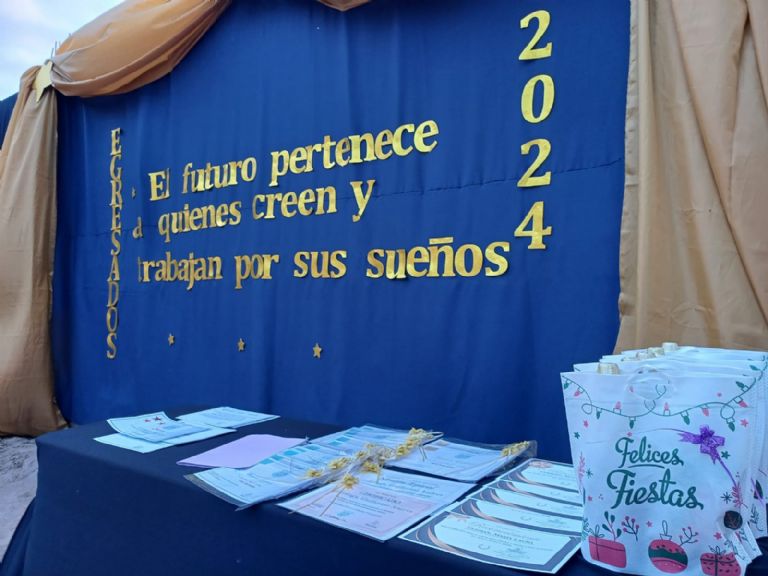 EGRESADOS
2024
El futuro pertenece
a quienes creen y
trabajan por sus sueños
Felices
Fiestas